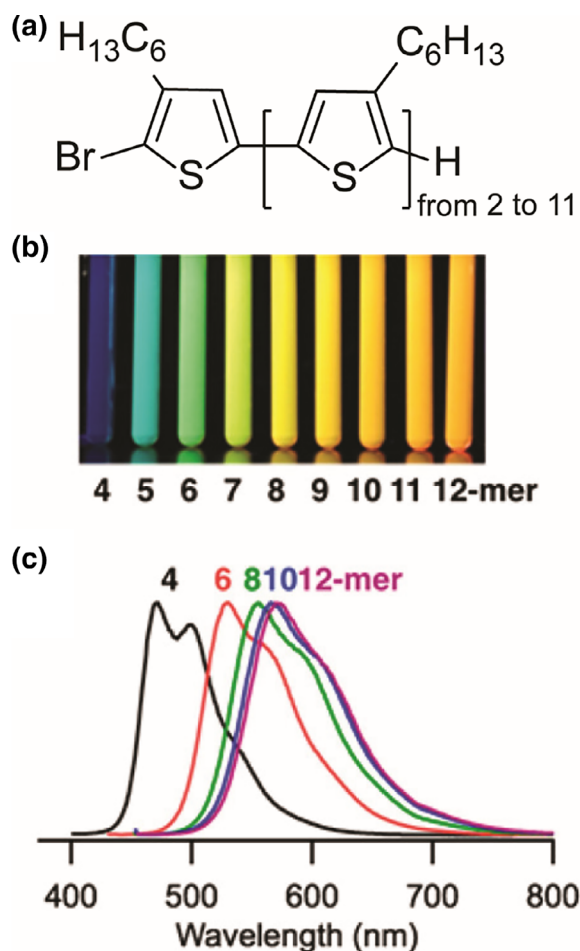 (a)
H₁₃C₆
C₆H₁₃
Br
S
S
H
from 2 to 11
(b)
4 5 6 7 8 9 10 11 12-mer
(c)
4 6 8 10 12-mer
400 500 600 700 800
Wavelength (nm)